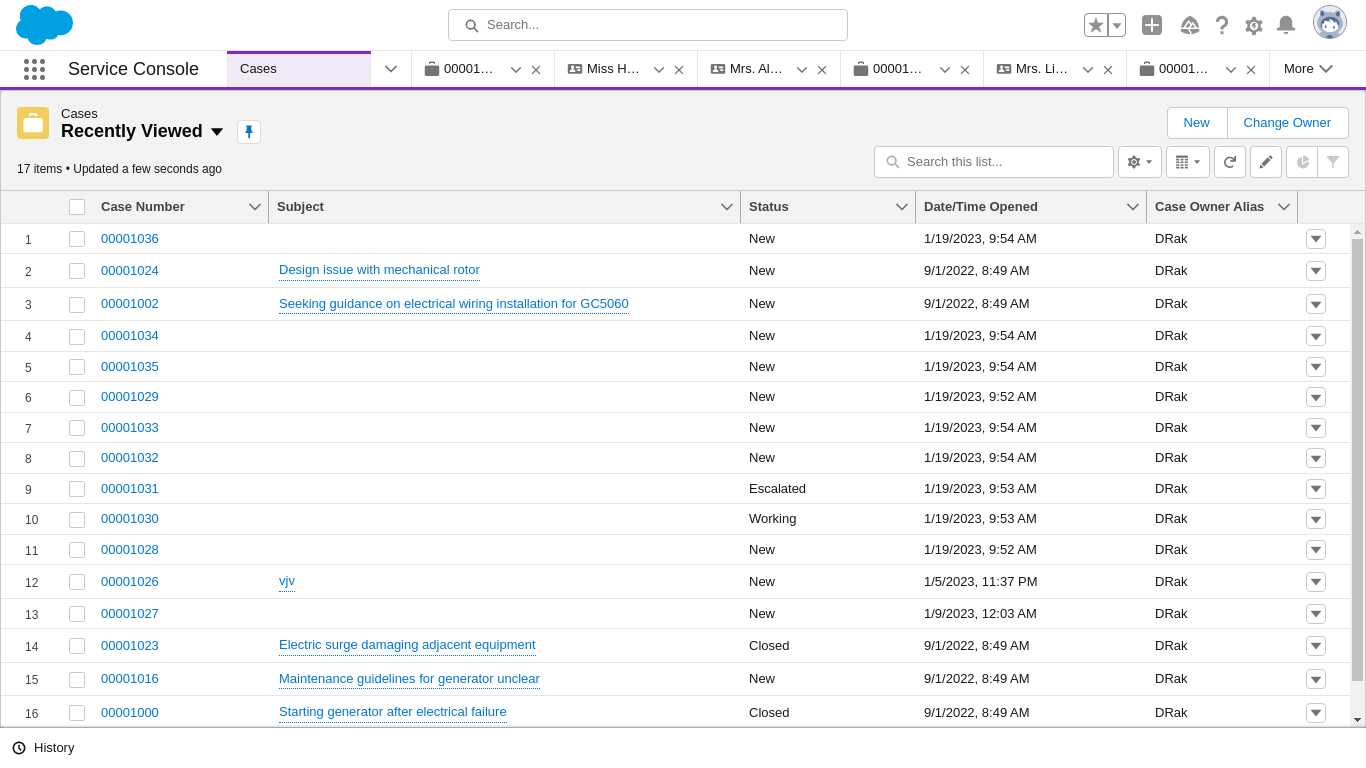 Search...
Service Console
Cases
00001...
Miss H...
Mrs. Al...
00001...
Mrs. Li...
00001...
More
Cases
Recently Viewed
New
Change Owner
17 items • Updated a few seconds ago
Search this list...
Case Number Subject Status Date/Time Opened Case Owner Alias
1 00001036 New 1/19/2023, 9:54 AM DRak
2 00001024 Design issue with mechanical rotor New 9/1/2022, 8:49 AM DRak
3 00001002 Seeking guidance on electrical wiring installation for GC5060 New 9/1/2022, 8:49 AM DRak
4 00001034 New 1/19/2023, 9:54 AM DRak
5 00001035 New 1/19/2023, 9:54 AM DRak
6 00001029 New 1/19/2023, 9:52 AM DRak
7 00001033 New 1/19/2023, 9:54 AM DRak
8 00001032 New 1/19/2023, 9:54 AM DRak
9 00001031 Escalated 1/19/2023, 9:53 AM DRak
10 00001030 Working 1/19/2023, 9:53 AM DRak
11 00001028 New 1/19/2023, 9:52 AM DRak
12 00001026 vjv New 1/5/2023, 11:37 PM DRak
13 00001027 New 1/9/2023, 12:03 AM DRak
14 00001023 Electric surge damaging adjacent equipment Closed 9/1/2022, 8:49 AM DRak
15 00001016 Maintenance guidelines for generator unclear New 9/1/2022, 8:49 AM DRak
16 00001000 Starting generator after electrical failure Closed 9/1/2022, 8:49 AM DRak
History